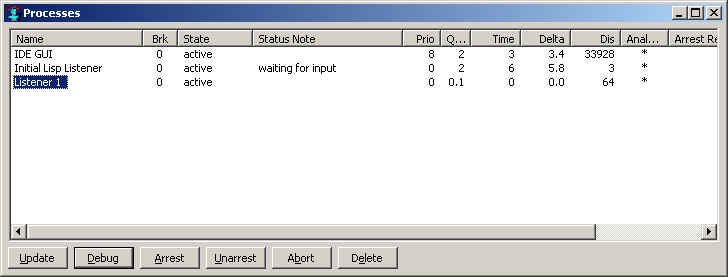 Processes
Name Brk State Status Note Prio Q... Time Delta Dis Anal... Arrest Re
IDE GUI 0 active 8 2 3 3.4 33928 *
Initial Lisp Listener 0 active waiting for input 0 2 6 5.8 3 *
Listener 1 0 active 0 0.1 0 0.0 64 *
Update Debug Arrest Unarrest Abort Delete